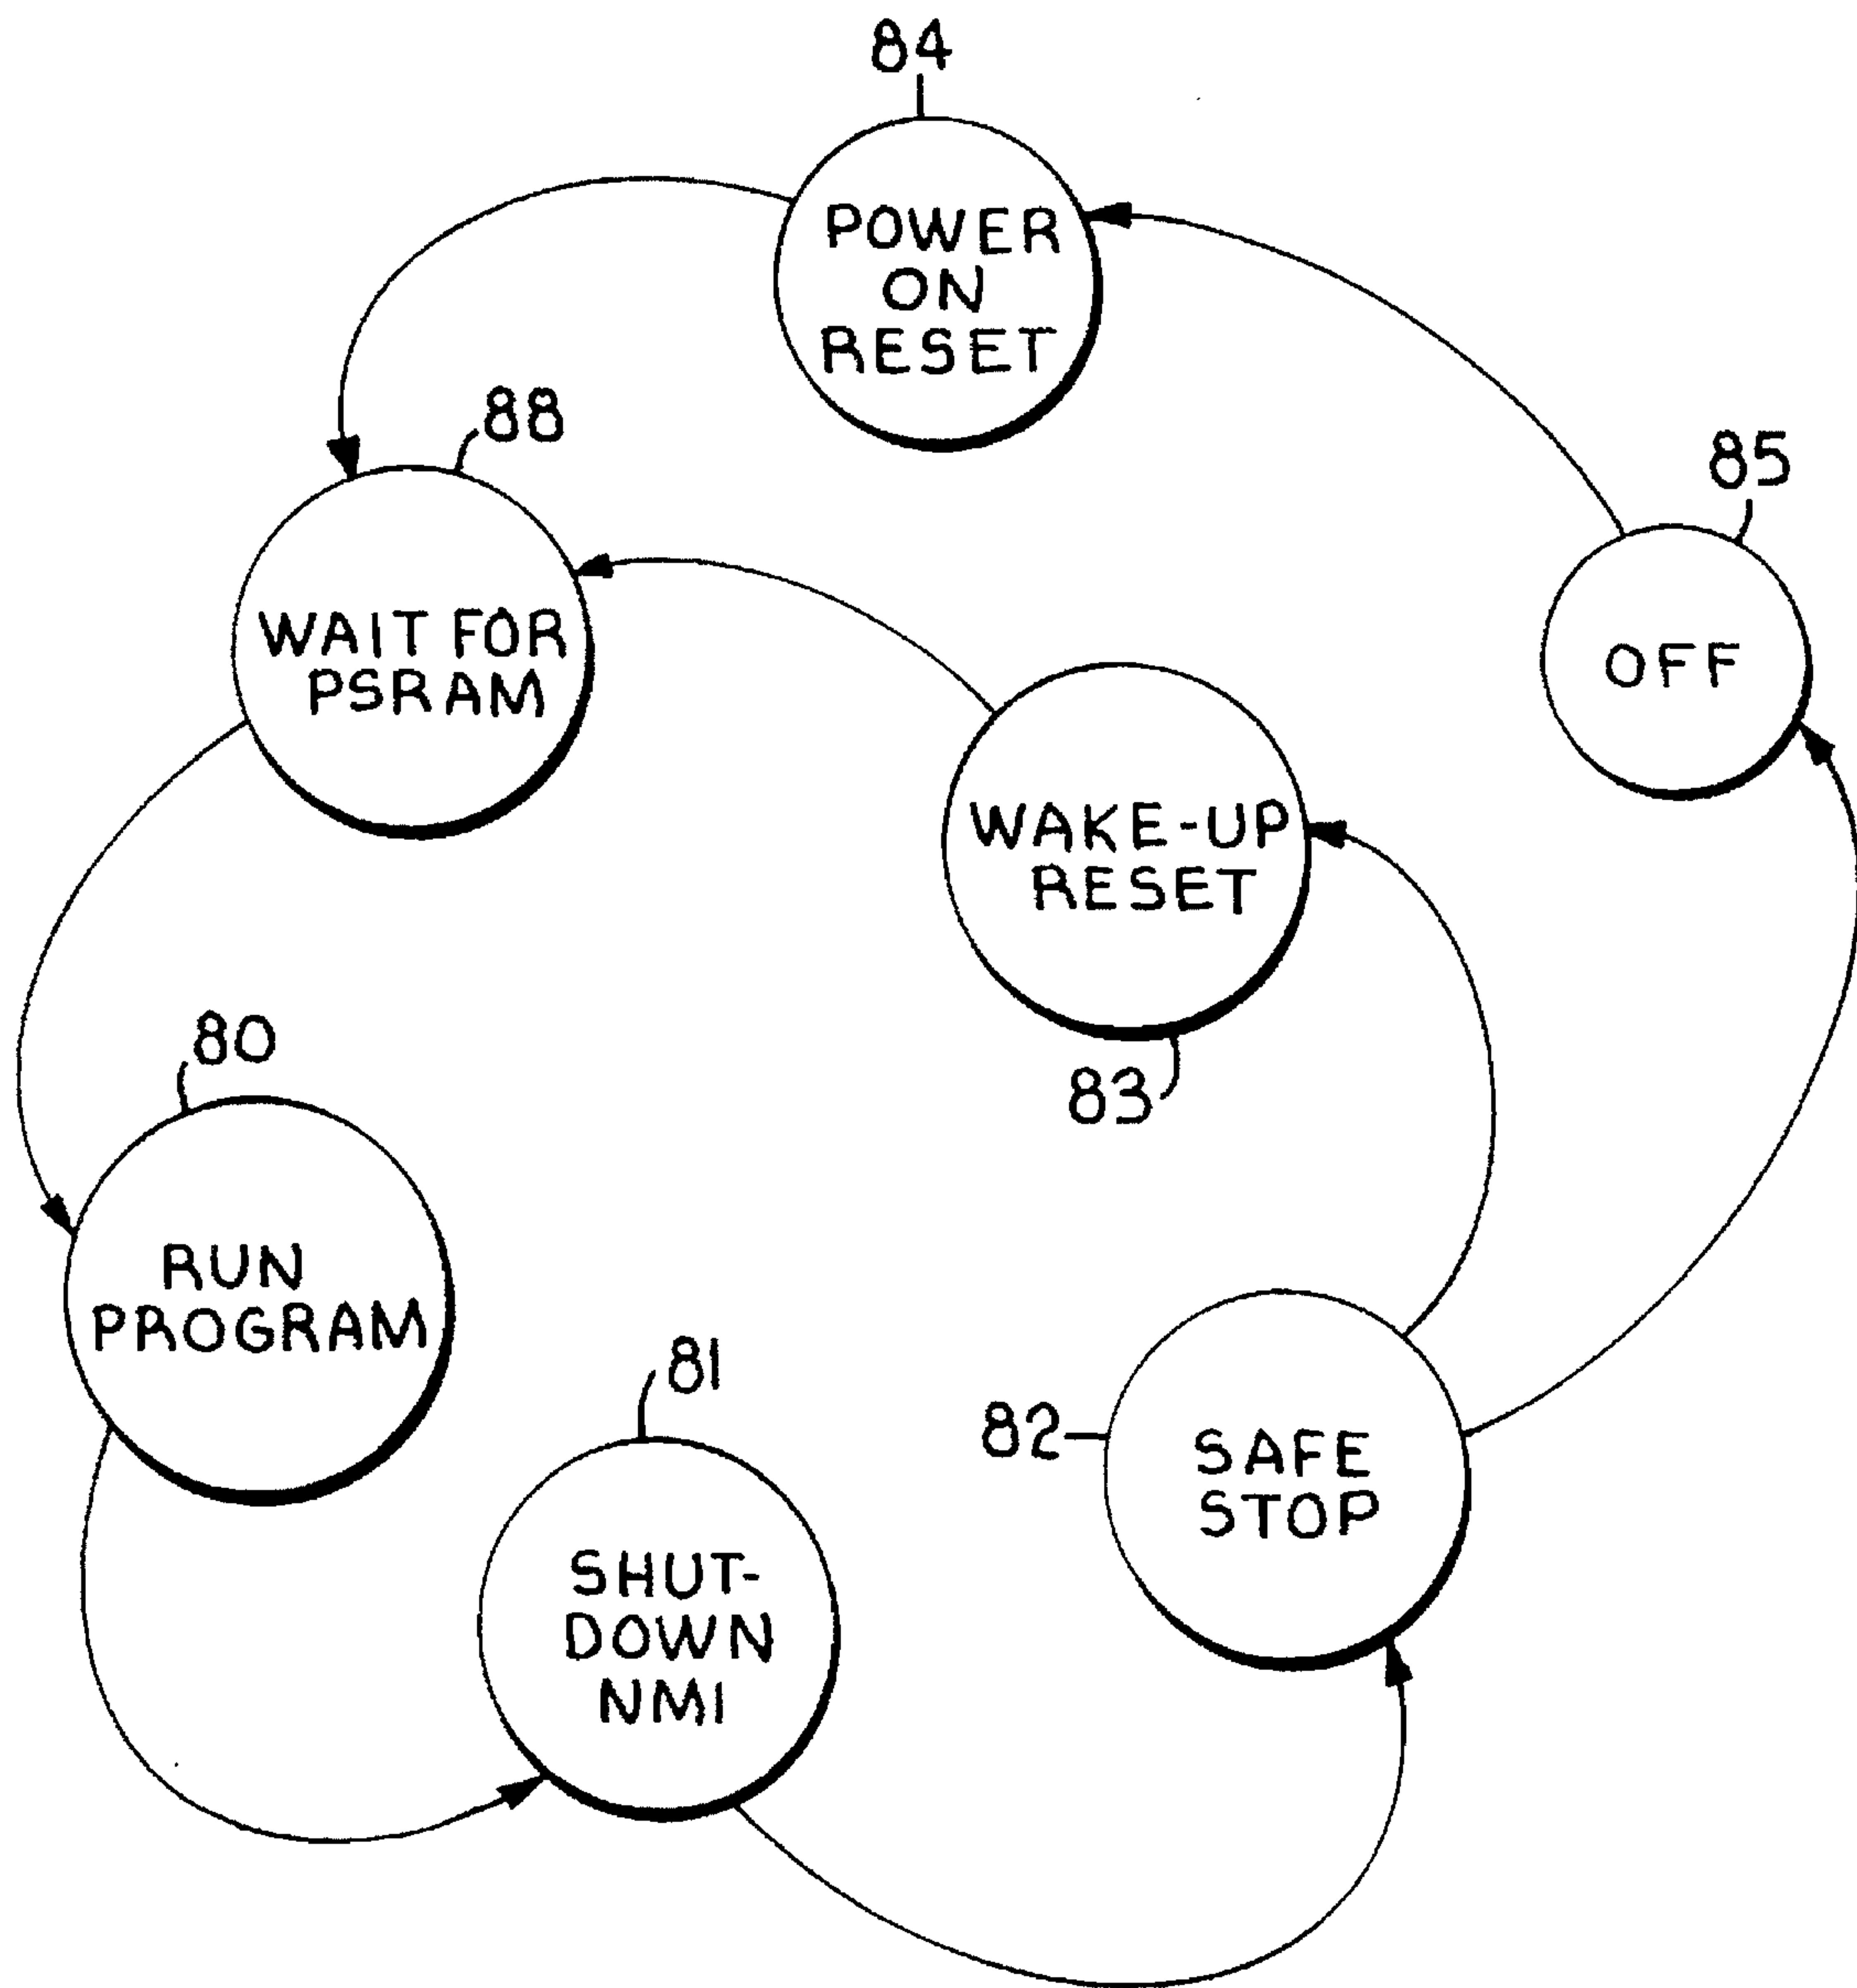 84
POWER
ON
RESET
88
WAIT FOR
PSRAM
85
OFF
WAKE-UP
RESET
83
80
RUN
PROGRAM
81
SHUT-
DOWN
NMI
82
SAFE
STOP